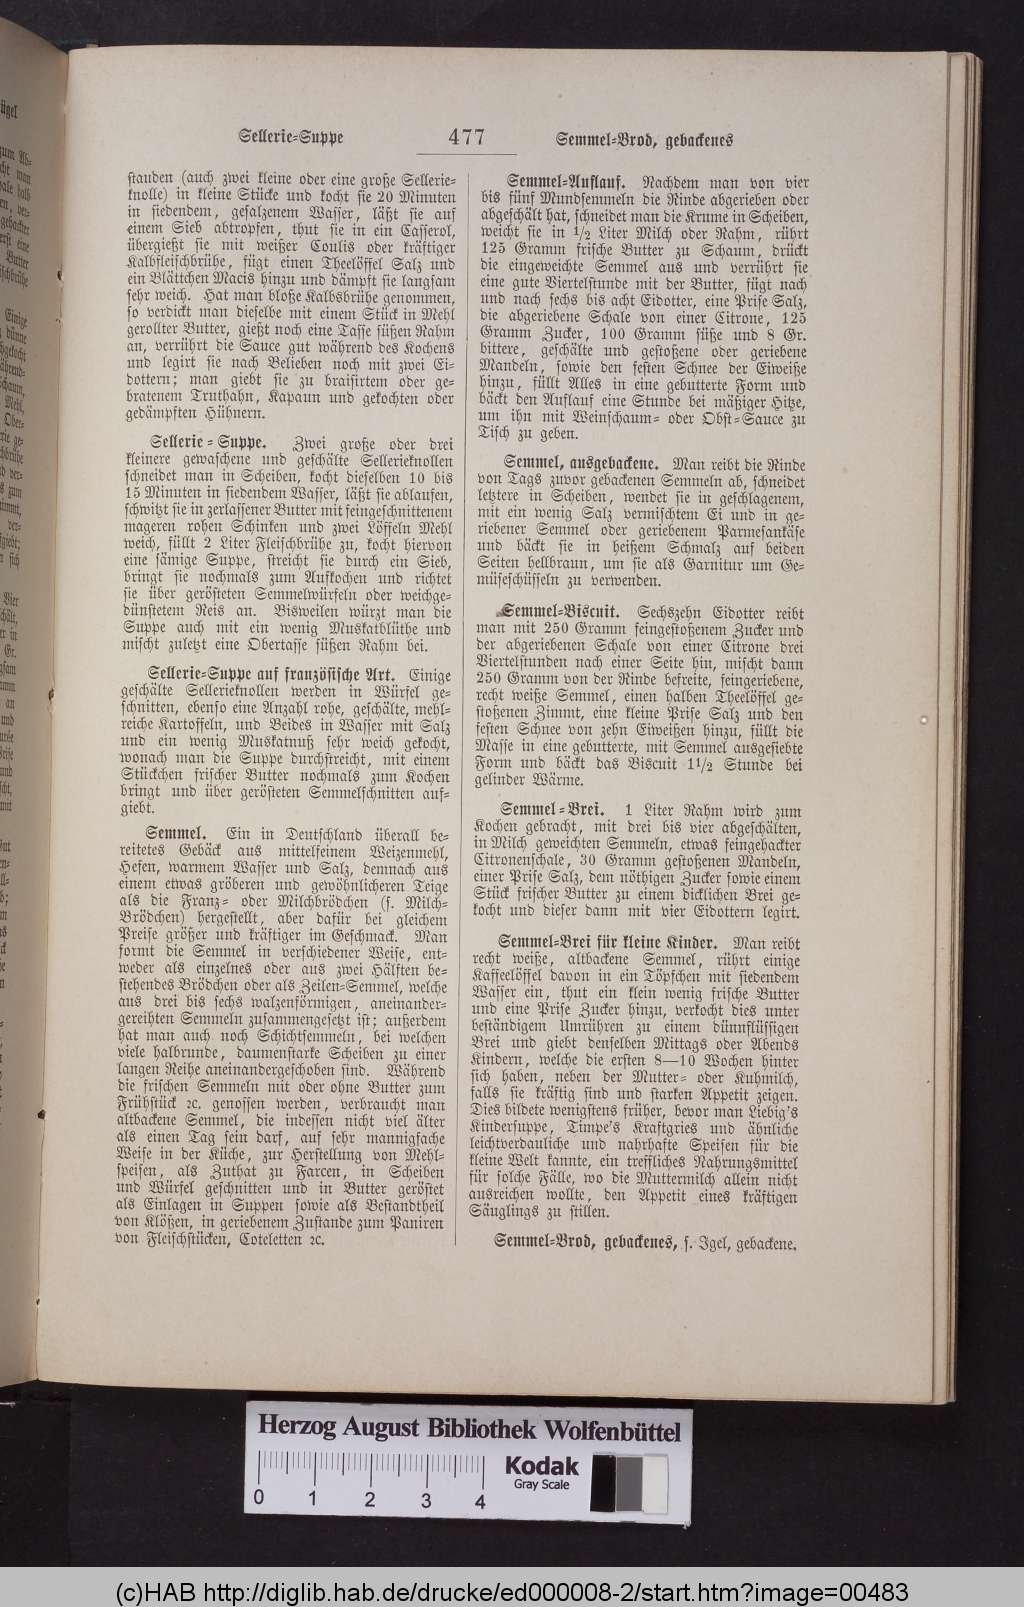 Sellerie-Suppe
477
Semmel-Brod, gebackenes
stauden (auch zwei kleine oder eine große Sellerie-
knolle) in kleine Stücke und kocht sie 20 Minuten
in siedendem, gesalzenem Wasser, läßt sie auf
einem Sieb abtropfen, thut sie in ein Casserol,
übergießt sie mit weißer Coulis oder kräftiger
Kalbfleischbrühe, fügt einen Theelöffel Salz und
ein Blättchen Macis hinzu und dämpft sie langsam
sehr weich. Hat man bloße Kalbsbrühe genommen,
so verdickt man dieselbe mit einem Stück in Mehl
gerollter Butter, gießt noch eine Tasse süßen Rahm
an, verrührt die Sauce gut während des Kochens
und legirt sie nach Belieben noch mit zwei Ei-
dottern; man giebt sie zu braisirtem oder ge-
bratenem Truthahn, Kapaun und gekochten oder
gedämpften Hühnern.
Sellerie-Suppe. Zwei große oder drei
kleinere gewaschene und geschälte Sellerieknollen
schneidet man in Scheiben, kocht dieselben 10 bis
15 Minuten in siedendem Wasser, läßt sie ablaufen,
schwitzt sie in zerlassener Butter mit feingeschnittenem
mageren rohen Schinken und zwei Löffeln Mehl
weich, füllt 2 Liter Fleischbrühe zu, kocht hiervon
eine sämige Suppe, streicht sie durch ein Sieb,
bringt sie nochmals zum Aufkochen und richtet
sie über gerösteten Semmelwürfeln oder weichge-
dünstetem Reis an. Bisweilen würzt man die
Suppe auch mit ein wenig Muskatblüthe und
mischt zuletzt eine Obertasse süßen Rahm bei.
Sellerie-Suppe auf französische Art. Einige
geschälte Sellerieknollen werden in Würfel ge-
schnitten, ebenso eine Anzahl rohe, geschälte, mehl-
reiche Kartoffeln, und Beides in Wasser mit Salz
und ein wenig Muskatnuß sehr weich gekocht,
wonach man die Suppe durchstreicht, mit einem
Stückchen frischer Butter nochmals zum Kochen
bringt und über gerösteten Semmelschnitten auf-
giebt.
Semmel. Ein in Deutschland überall be-
reitetes Gebäck aus mittelfeinem Weizenmehl,
Hefen, warmem Wasser und Salz, demnach aus
einem etwas gröberen und gewöhnlicheren Teige
als die Franz- oder Milchbrödchen (s. Milch-
Brödchen) hergestellt, aber dafür bei gleichem
Preise größer und kräftiger im Geschmack. Man
formt die Semmel in verschiedener Weise, ent-
weder als einzelnes oder aus zwei Hälften be-
stehendes Brödchen oder als Zeilen-Semmel, welche
aus drei bis sechs walzenförmigen, aneinander-
gereihten Semmeln zusammengesetzt ist; außerdem
hat man auch noch Schichtsemmeln, bei welchen
viele halbrunde, daumenstarke Scheiben zu einer
langen Reihe aneinandergeschoben sind. Während
die frischen Semmeln mit oder ohne Butter zum
Frühstück ꝛc. genossen werden, verbraucht man
altbackene Semmel, die indessen nicht viel älter
als einen Tag sein darf, auf sehr mannigfache
Weise in der Küche, zur Herstellung von Mehl-
speisen, als Zuthat zu Farcen, in Scheiben
und Würfel geschnitten und in Butter geröstet
als Einlagen in Suppen sowie als Bestandtheil
von Klößen, in geriebenem Zustande zum Paniren
von Fleischstücken, Coteletten ꝛc.
Semmel-Auflauf. Nachdem man von vier
bis fünf Mundsemmeln die Rinde abgerieben oder
abgeschält hat, schneidet man die Krume in Scheiben,
weicht sie in 1/2 Liter Milch oder Rahm, rührt
125 Gramm frische Butter zu Schaum, drückt
die eingeweichte Semmel aus und verrührt sie
eine gute Viertelstunde mit der Butter, fügt nach
und nach sechs bis acht Eidotter, eine Prise Salz,
die abgeriebene Schale von einer Citrone, 125
Gramm Zucker, 100 Gramm süße und 8 Gr.
bittere, geschälte und gestoßene oder geriebene
Mandeln, sowie den festen Schnee der Eiweiße
hinzu, füllt Alles in eine gebutterte Form und
bäckt den Auflauf eine Stunde bei mäßiger Hitze,
um ihn mit Weinschaum- oder Obst-Sauce zu
Tisch zu geben.
Semmel, ausgebackene. Man reibt die Rinde
von Tags zuvor gebackenen Semmeln ab, schneidet
letztere in Scheiben, wendet sie in geschlagenem,
mit ein wenig Salz vermischtem Ei und in ge-
riebener Semmel oder geriebenem Parmesankäse
und bäckt sie in heißem Schmalz auf beiden
Seiten hellbraun, um sie als Garnitur um Ge-
müseschüsseln zu verwenden.
Semmel-Biscuit. Sechszehn Eidotter reibt
man mit 250 Gramm feingestoßenem Zucker und
der abgeriebenen Schale von einer Citrone drei
Viertelstunden nach einer Seite hin, mischt dann
250 Gramm von der Rinde befreite, feingeriebene,
recht weiße Semmel, einen halben Theelöffel ge-
stoßenen Zimmt, eine kleine Prise Salz und den
festen Schnee von zehn Eiweißen hinzu, füllt die
Masse in eine gebutterte, mit Semmel ausgesiebte
Form und bäckt das Biscuit 1 1/2 Stunde bei
gelinder Wärme.
Semmel-Brei. 1 Liter Rahm wird zum
Kochen gebracht, mit drei bis vier abgeschälten,
in Milch geweichten Semmeln, etwas feingehackter
Citronenschale, 30 Gramm gestoßenen Mandeln,
einer Prise Salz, dem nöthigen Zucker sowie einem
Stück frischer Butter zu einem dicklichen Brei ge-
kocht und dieser dann mit vier Eidottern legirt.
Semmel-Brei für kleine Kinder. Man reibt
recht weiße, altbackene Semmel, rührt einige
Kaffeelöffel davon in ein Töpfchen mit siedendem
Wasser ein, thut ein klein wenig frische Butter
und eine Prise Zucker hinzu, verkocht dies unter
beständigem Umrühren zu einem dünnflüssigen
Brei und giebt denselben Mittags oder Abends
Kindern, welche die ersten 8—10 Wochen hinter
sich haben, neben der Mutter- oder Kuhmilch,
falls sie kräftig sind und starken Appetit zeigen.
Dies bildete wenigstens früher, bevor man Liebig's
Kindersuppe, Timpe's Kraftgries und ähnliche
leichtverdauliche und nahrhafte Speisen für die
kleine Welt kannte, ein treffliches Nahrungsmittel
für solche Fälle, wo die Muttermilch allein nicht
ausreichen wollte, den Appetit eines kräftigen
Säuglings zu stillen.
Semmel-Brod, gebackenes, s. Igel, gebackene.
Herzog August Bibliothek Wolfenbüttel
Kodak
Gray Scale
0 1 2 3 4
(c)HAB http://diglib.hab.de/drucke/ed000008-2/start.htm?image=00483